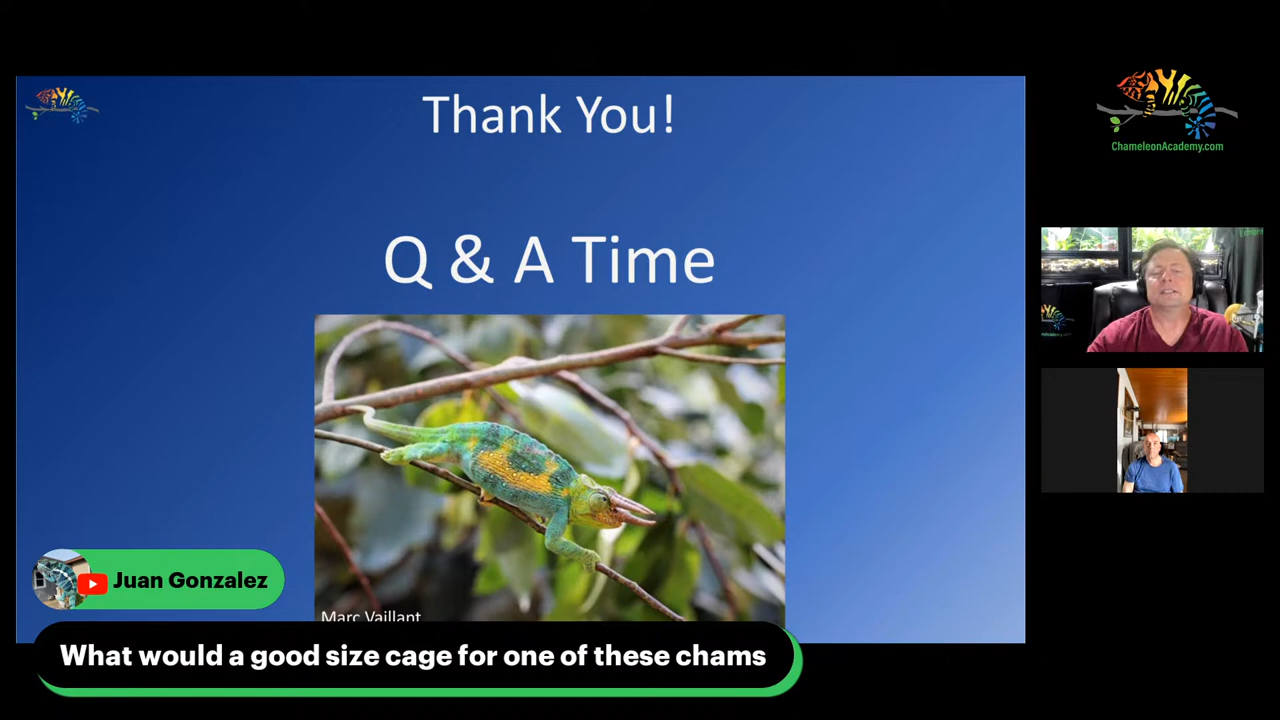 Thank You!
Q & A Time
Marc Vaillant
Juan Gonzalez
What would a good size cage for one of these chams
ChameleonAcademy.com